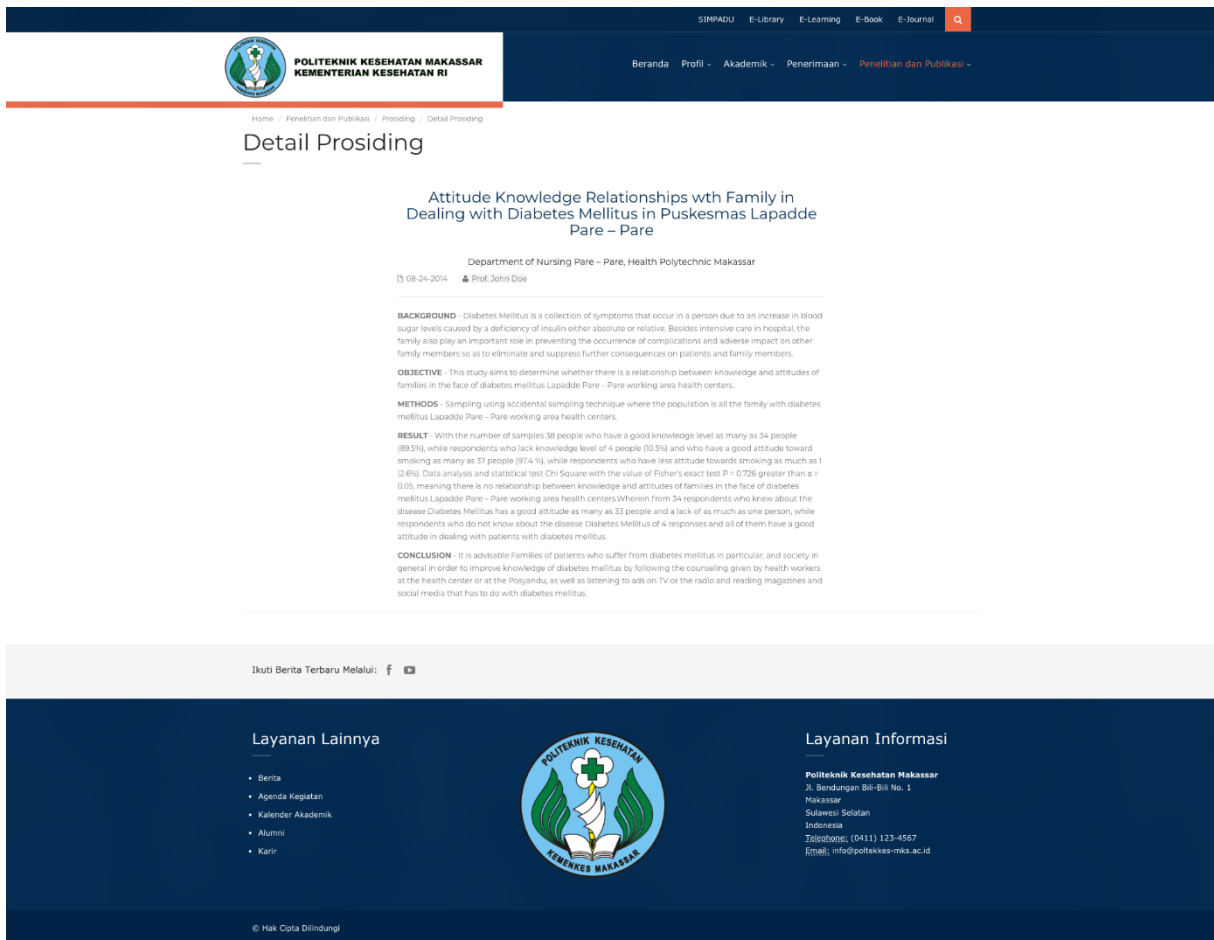 SIMPADU E-Library E-Learning E-Book E-Journal
POLITEKNIK KESEHATAN MAKASSAR
KEMENTERIAN KESEHATAN RI
Beranda Profil Akademik Penerimaan Penelitian dan Publikasi
Home / Penelitian dan Publikasi / Prosiding / Detail Prosiding
Detail Prosiding
Attitude Knowledge Relationships wth Family in
Dealing with Diabetes Mellitus in Puskesmas Lapadde
Pare – Pare
Department of Nursing Pare – Pare, Health Polytechnic Makassar
08-24-2014 Prof. John Doe
BACKGROUND - Diabetes Mellitus is a collection of symptoms that occur in a person due to an increase in blood
sugar levels caused by a deficiency of insulin either absolute or relative. Besides intensive care in hospital, the
family also play an important role in preventing the occurrence of complications and adverse impact on other
family members so as to eliminate and suppress further consequences on patients and family members.
OBJECTIVE - This study aims to determine whether there is a relationship between knowledge and attitudes of
families in the face of diabetes mellitus Lapadde Pare – Pare working area health centers.
METHODS - Sampling using accidental sampling technique where the population is all the family with diabetes
mellitus Lapadde Pare – Pare working area health centers.
RESULT - With the number of samples 38 people who have a good knowledge level as many as 34 people
(89.5%), while respondents who lack knowledge level of 4 people (10.5%) and who have a good attitude toward
smoking as many as 37 people (97.4 %), while respondents who have less attitude towards smoking as much as 1
(2.6%). Data analysis and statistical test Chi Square with the value of Fisher's exact test P = 0.726 greater than α =
0.05, meaning there is no relationship between knowledge and attitudes of families in the face of diabetes
mellitus Lapadde Pare – Pare working area health centers.Wherein from 34 respondents who knew about the
disease Diabetes Mellitus has a good attitude as many as 33 people and a lack of as much as one person, while
respondents who do not know about the disease Diabetes Mellitus of 4 responses and all of them have a good
attitude in dealing with patients with diabetes mellitus.
CONCLUSION - It is advisable Families of patients who suffer from diabetes mellitus in particular, and society in
general in order to improve knowledge of diabetes mellitus by following the counseling given by health workers
at the health center or at the Posyandu, as well as listening to ads on TV or the radio and reading magazines and
social media that has to do with diabetes mellitus.
Ikuti Berita Terbaru Melalui:
Layanan Lainnya
• Berita
• Agenda Kegiatan
• Kalender Akademik
• Alumni
• Karir
POLITEKNIK KESEHATAN
KEMENKES MAKASSAR
Layanan Informasi
Politeknik Kesehatan Makassar
Jl. Bendungan Bili-Bili No. 1
Makassar
Sulawesi Selatan
Indonesia
Telephone: (0411) 123-4567
Email: info@poltekkes-mks.ac.id
© Hak Cipta Dilindungi